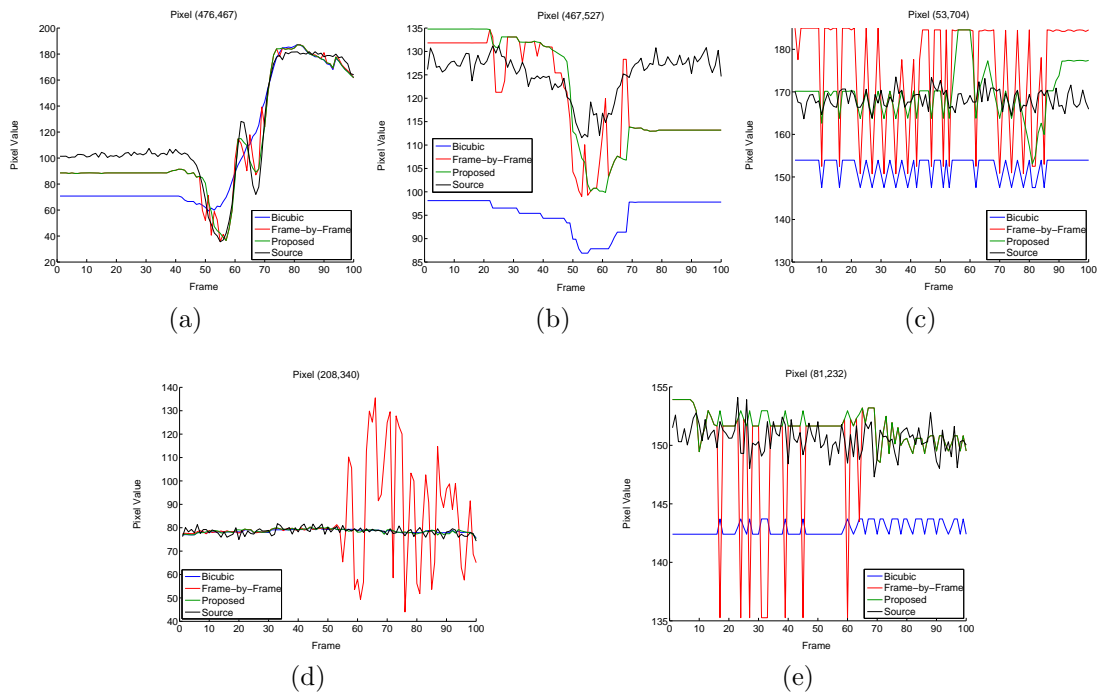 Pixel (476,467)
200
180
160
140
120
100
80
60
40
20
Pixel Value
0 10 20 30 40 50 60 70 80 90 100
Frame
Bicubic
Frame−by−Frame
Proposed
Source
(a)
Pixel (467,527)
135
130
125
120
115
110
105
100
95
90
85
Pixel Value
0 10 20 30 40 50 60 70 80 90 100
Frame
Bicubic
Frame−by−Frame
Proposed
Source
(b)
Pixel (53,704)
180
170
160
150
140
130
Pixel Value
0 10 20 30 40 50 60 70 80 90 100
Frame
Bicubic
Frame−by−Frame
Proposed
Source
(c)
Pixel (208,340)
140
130
120
110
100
90
80
70
60
50
40
Pixel Value
0 10 20 30 40 50 60 70 80 90 100
Frame
Bicubic
Frame−by−Frame
Proposed
Source
(d)
Pixel (81,232)
155
150
145
140
135
Pixel Value
0 10 20 30 40 50 60 70 80 90 100
Frame
Bicubic
Frame−by−Frame
Proposed
Source
(e)